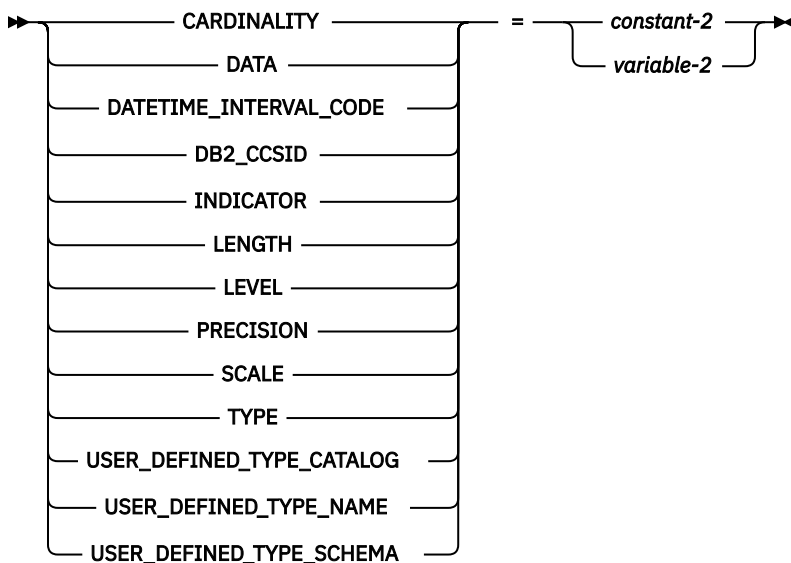 CARDINALITY = constant-2
DATA variable-2
DATETIME_INTERVAL_CODE
DB2_CCSID
INDICATOR
LENGTH
LEVEL
PRECISION
SCALE
TYPE
USER_DEFINED_TYPE_CATALOG
USER_DEFINED_TYPE_NAME
USER_DEFINED_TYPE_SCHEMA